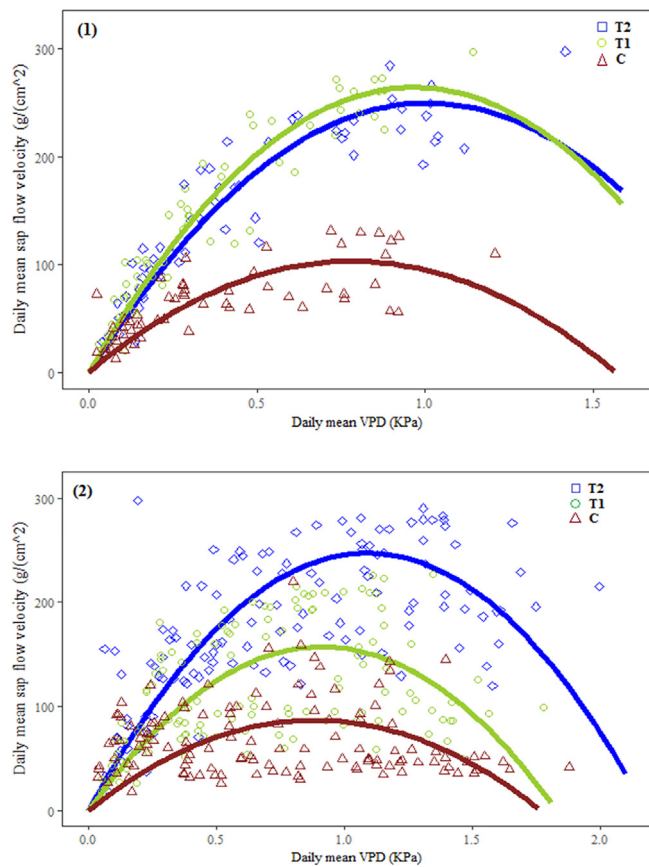 (1)
T2
T1
C
300
200
100
0
Daily mean sap flow velocity (g/(cm^2)
0.0 0.5 1.0 1.5
Daily mean VPD (KPa)
(2)
T2
T1
C
300
200
100
0
Daily mean sap flow velocity (g/(cm^2)
0.0 0.5 1.0 1.5 2.0
Daily mean VPD (KPa)